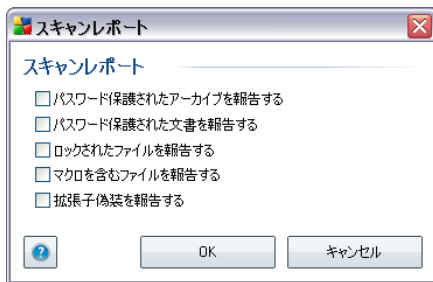 スキャンレポート
スキャンレポート
パスワード保護されたアーカイブを報告する
パスワード保護された文書を報告する
ロックされたファイルを報告する
マクロを含むファイルを報告する
拡張子偽装を報告する
? OK キャンセル